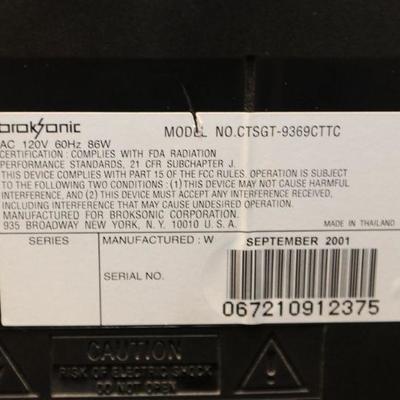 broksonic MODEL NO.CTSGT-9369CTTC
AC 120V 60Hz 86W
CERTIFICATION : COMPLIES WITH FDA RADIATION
PERFORMANCE STANDARDS, 21 CFR SUBCHAPTER J.
THIS DEVICE COMPLIES WITH PART 15 OF THE FCC RULES. OPERATION IS SUBJECT
TO THE FOLLOWING TWO CONDITIONS : (1) THIS DEVICE MAY NOT CAUSE HARMFUL
INTERFERENCE, AND (2) THIS DEVICE MUST ACCEPT ANY INTERFERENCE RECEIVED,
INCLUDING INTERFERENCE THAT MAY CAUSE UNDESIRED OPERATION.
MANUFACTURED FOR BROKSONIC CORPORATION.
935 BROADWAY NEW YORK, N.Y. 10010 U.S.A. MADE IN THAILAND
SERIES MANUFACTURED : W SEPTEMBER 2001
SERIAL NO.
067210912375
CAUTION
RISK OF ELECTRIC SHOCK
DO NOT OPEN